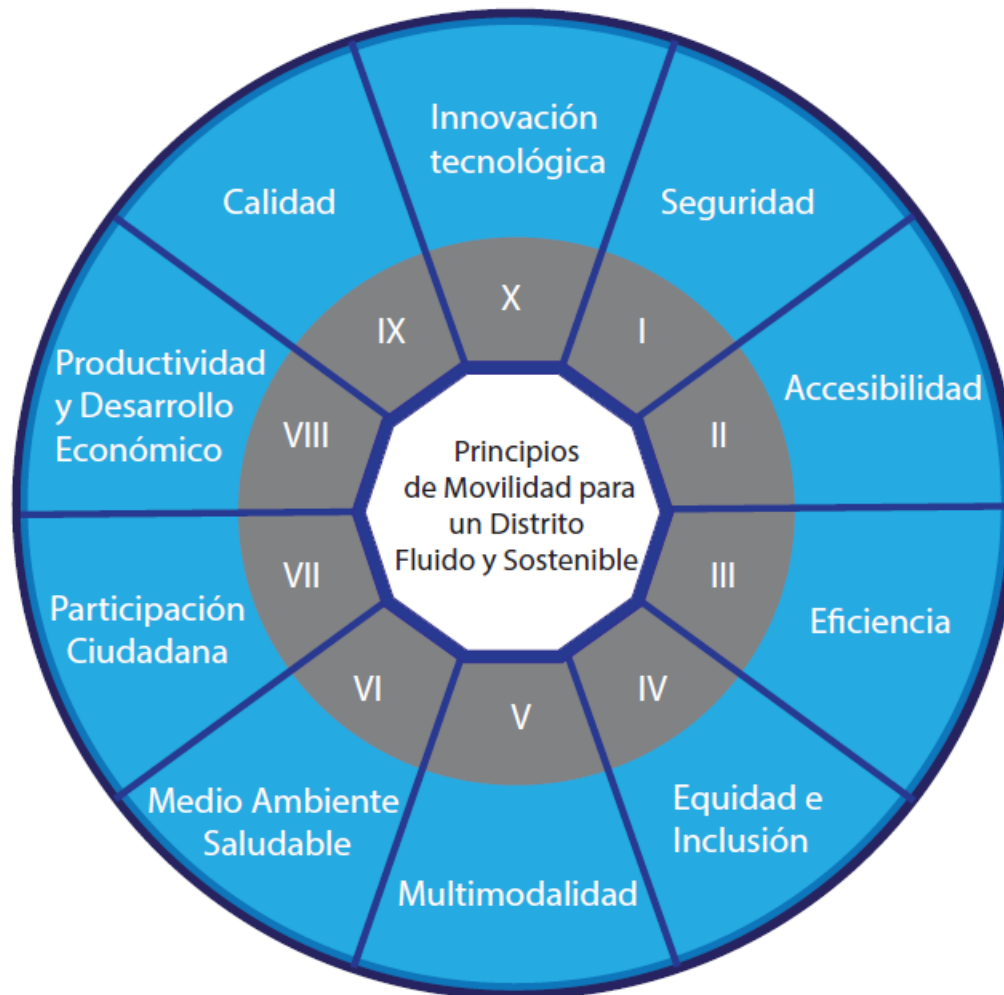 Principios
de Movilidad para
un Distrito
Fluido y Sostenible
I
Seguridad
II
Accesibilidad
III
Eficiencia
IV
Equidad e
Inclusión
V
Multimodalidad
VI
Medio Ambiente
Saludable
VII
Participación
Ciudadana
VIII
Productividad
y Desarrollo
Económico
IX
Calidad
X
Innovación
tecnológica